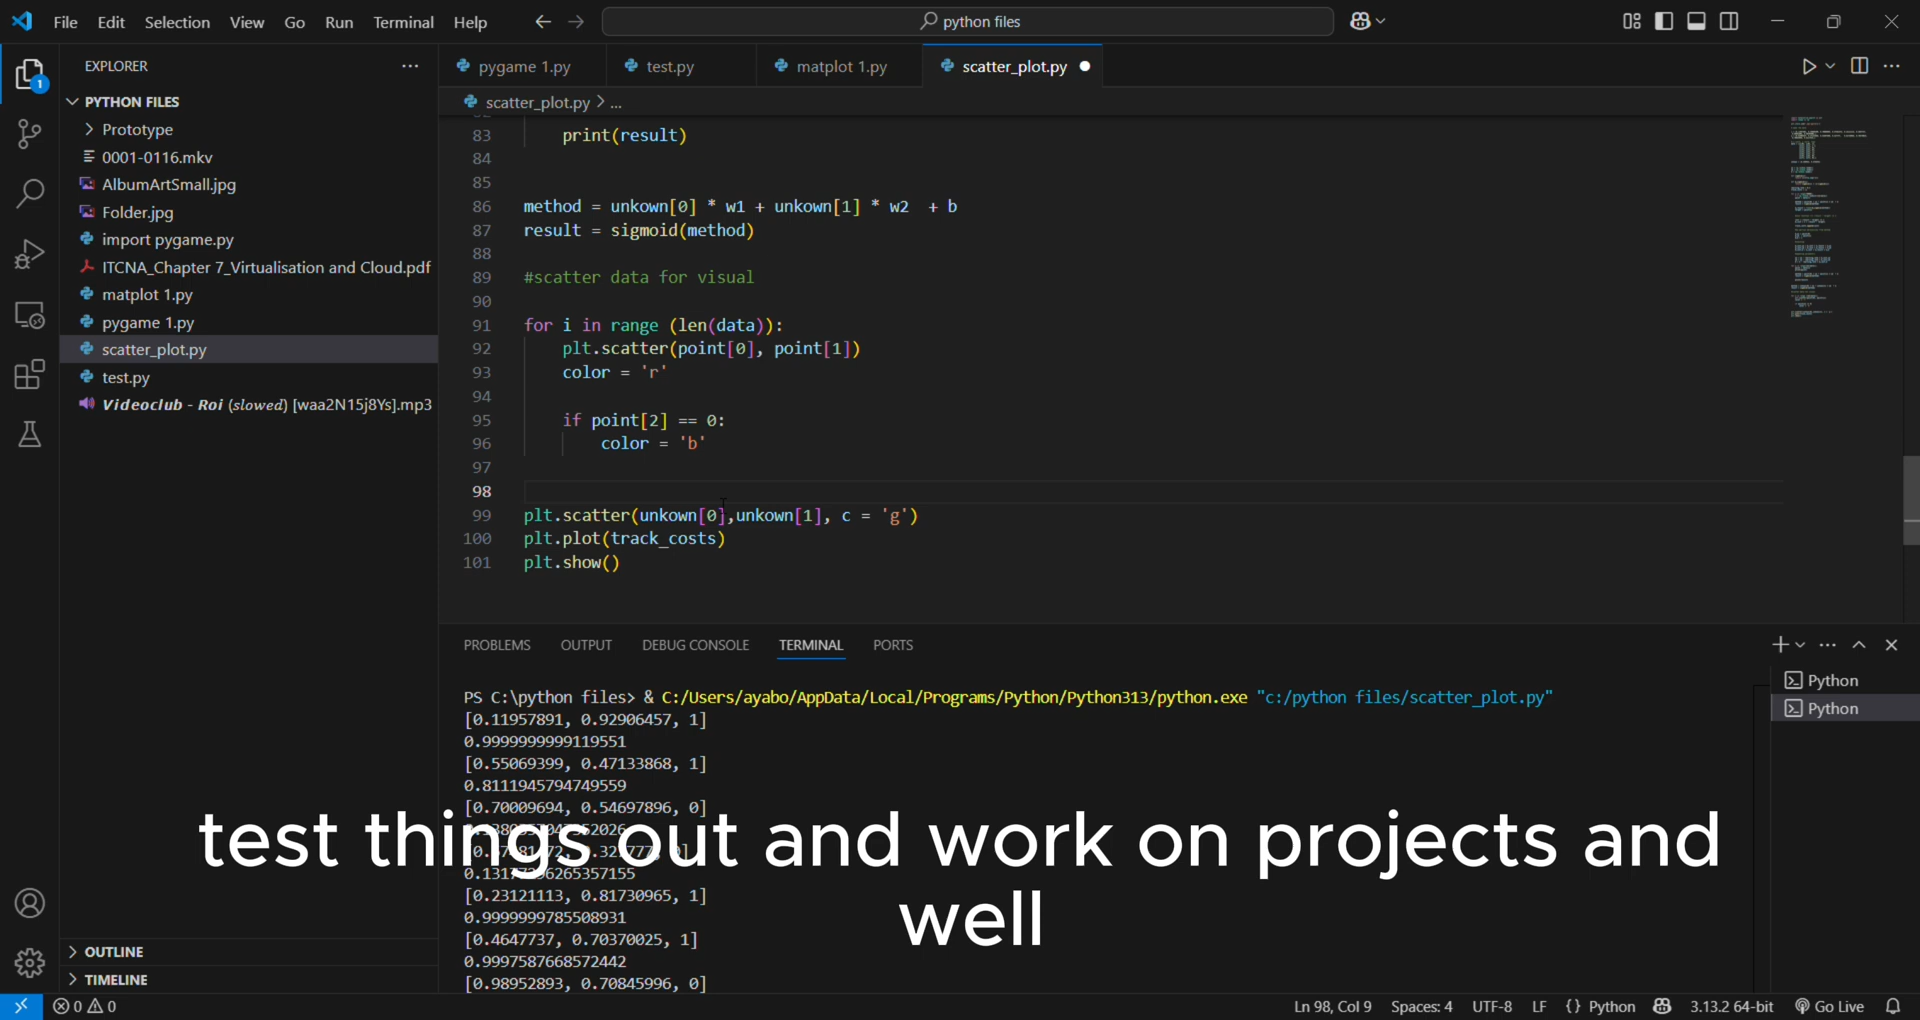 File Edit Selection View Go Run Terminal Help
python files
EXPLORER
PYTHON FILES
Prototype
0001-0116.mkv
AlbumArtSmall.jpg
Folder.jpg
import pygame.py
ITCNA_Chapter 7_Virtualisation and Cloud.pdf
matplot 1.py
pygame 1.py
scatter_plot.py
test.py
Videoclub - Roi (slowed) [waa2N15j8Ys].mp3
OUTLINE
TIMELINE
1
pygame 1.py test.py matplot 1.py scatter_plot.py
scatter_plot.py > ...
83 print(result)
84
85
86 method = unkown[0] * w1 + unkown[1] * w2 + b
87 result = sigmoid(method)
88
89 #scatter data for visual
90
91 for i in range (len(data)):
92 plt.scatter(point[0], point[1])
93 color = 'r'
94
95 if point[2] == 0:
96 color = 'b'
97
98
99 plt.scatter(unkown[0],unkown[1], c = 'g')
100 plt.plot(track_costs)
101 plt.show()
PROBLEMS OUTPUT DEBUG CONSOLE TERMINAL PORTS
Python
Python
PS C:\python files> & C:/Users/ayabo/AppData/Local/Programs/Python/Python313/python.exe "c:/python files/scatter_plot.py"
[0.11957891, 0.92906457, 1]
0.9999999999119551
[0.55069399, 0.47133868, 1]
0.8111945794749559
[0.70009694, 0.54697896, 0]
[0.23121113, 0.81730965, 1]
0.9999999785508931
[0.4647737, 0.70370025, 1]
0.9997587668572442
[0.98952893, 0.70845996, 0]
test things out and work on projects and
well
0 0
Ln 98, Col 9 Spaces: 4 UTF-8 LF {} Python 3.13.2 64-bit Go Live